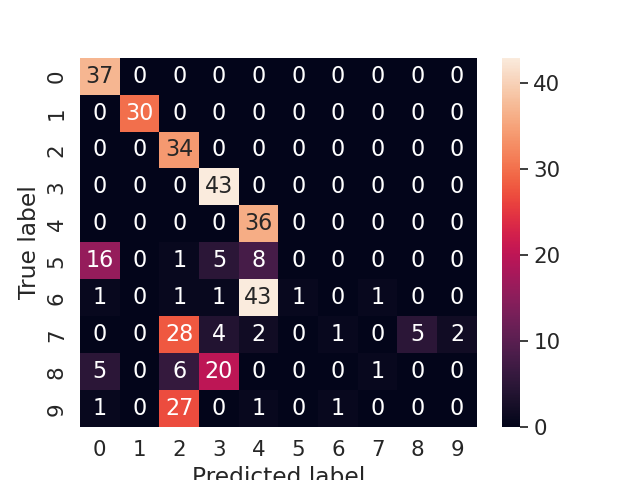 0 37 0 0 0 0 0 0 0 0 0
1 0 30 0 0 0 0 0 0 0 0
2 0 0 34 0 0 0 0 0 0 0
3 0 0 0 43 0 0 0 0 0 0
4 0 0 0 0 36 0 0 0 0 0
5 16 0 1 5 8 0 0 0 0 0
6 1 0 1 1 43 1 0 1 0 0
7 0 0 28 4 2 0 1 0 5 2
8 5 0 6 20 0 0 0 1 0 0
9 1 0 27 0 1 0 1 0 0 0
0 1 2 3 4 5 6 7 8 9
True label
Predicted label
40
30
20
10
0